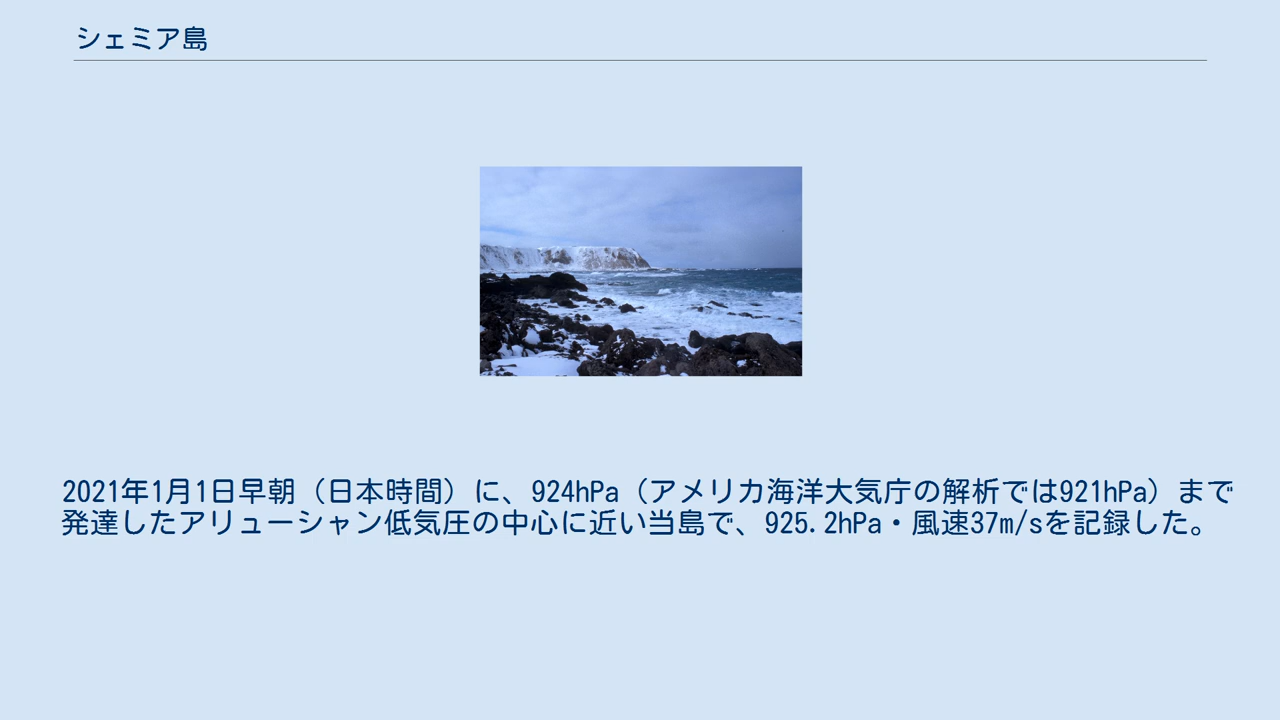 シェミア島
2021年1月1日早朝（日本時間）に、924hPa（アメリカ海洋大気庁の解析では921hPa）まで
発達したアリューシャン低気圧の中心に近い当島で、925.2hPa・風速37m/sを記録した。